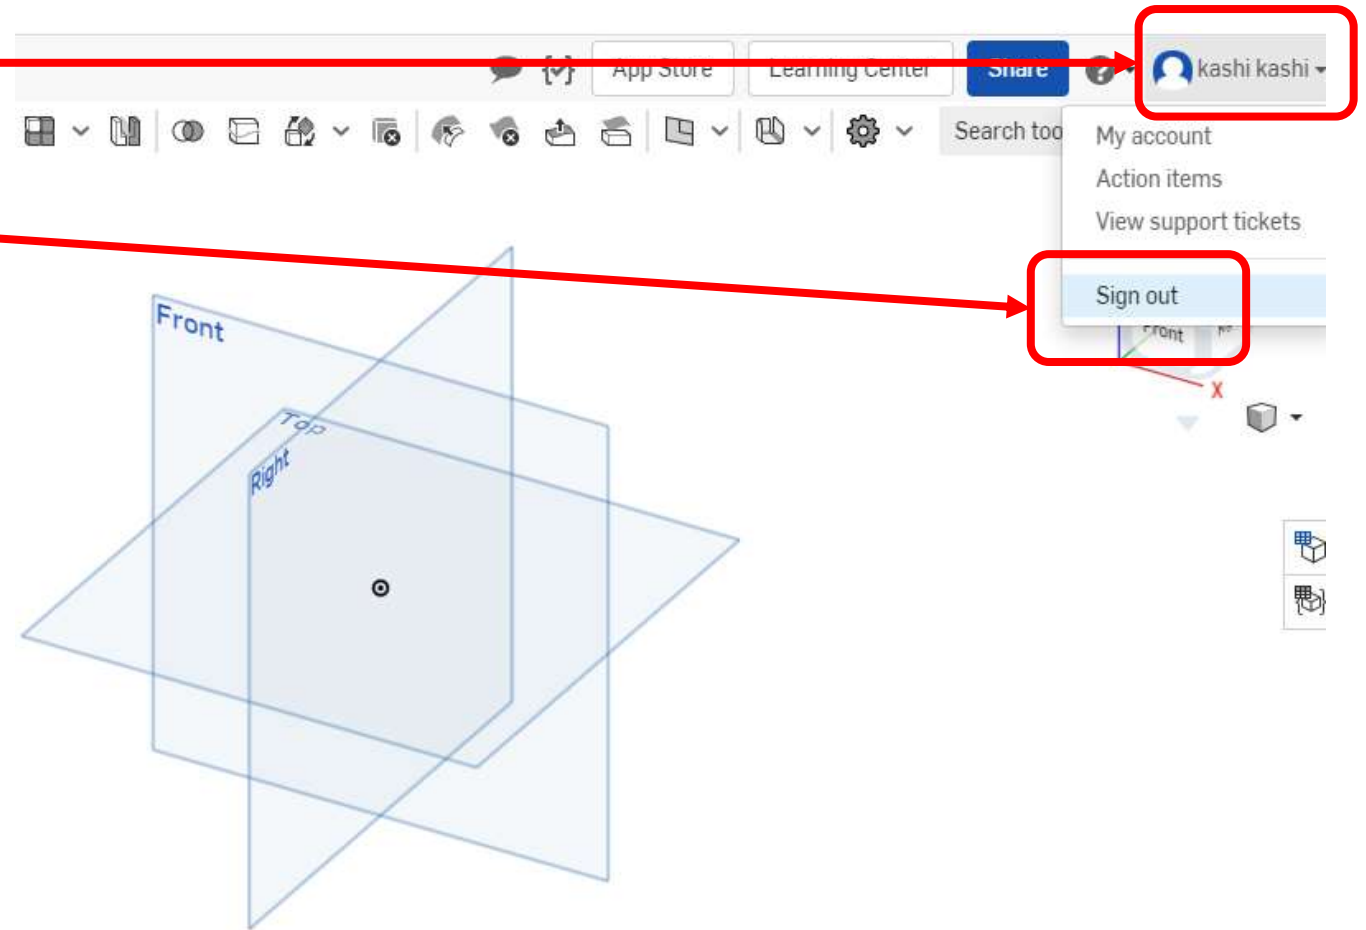 App Store
Learning Center
Share
kashi kashi
Search too
My account
Action items
View support tickets
Sign out
Front
X
Front
Top
Right